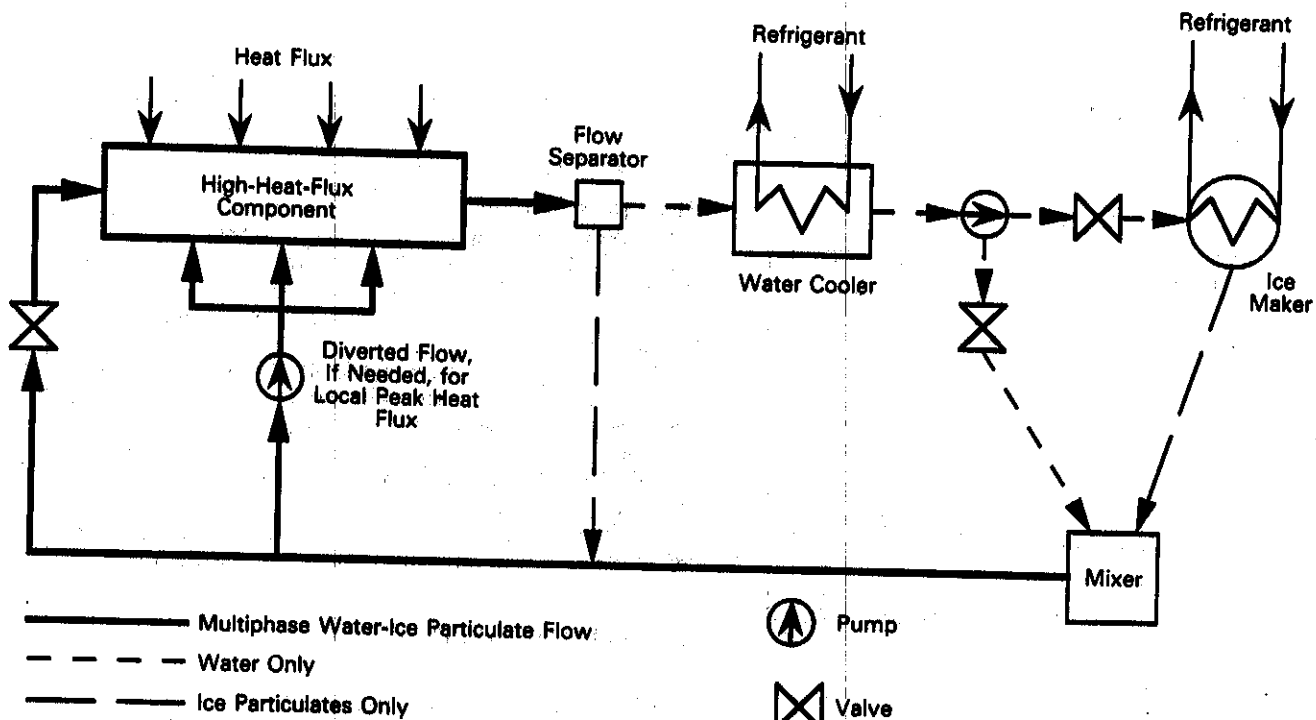 Refrigerant
Refrigerant
Heat Flux
Flow
Separator
High-Heat-Flux
Component
Water Cooler
Ice
Maker
Diverted Flow,
If Needed, for
Local Peak Heat
Flux
Mixer
Multiphase Water-Ice Particulate Flow
Pump
Water Only
Ice Particulates Only
Valve